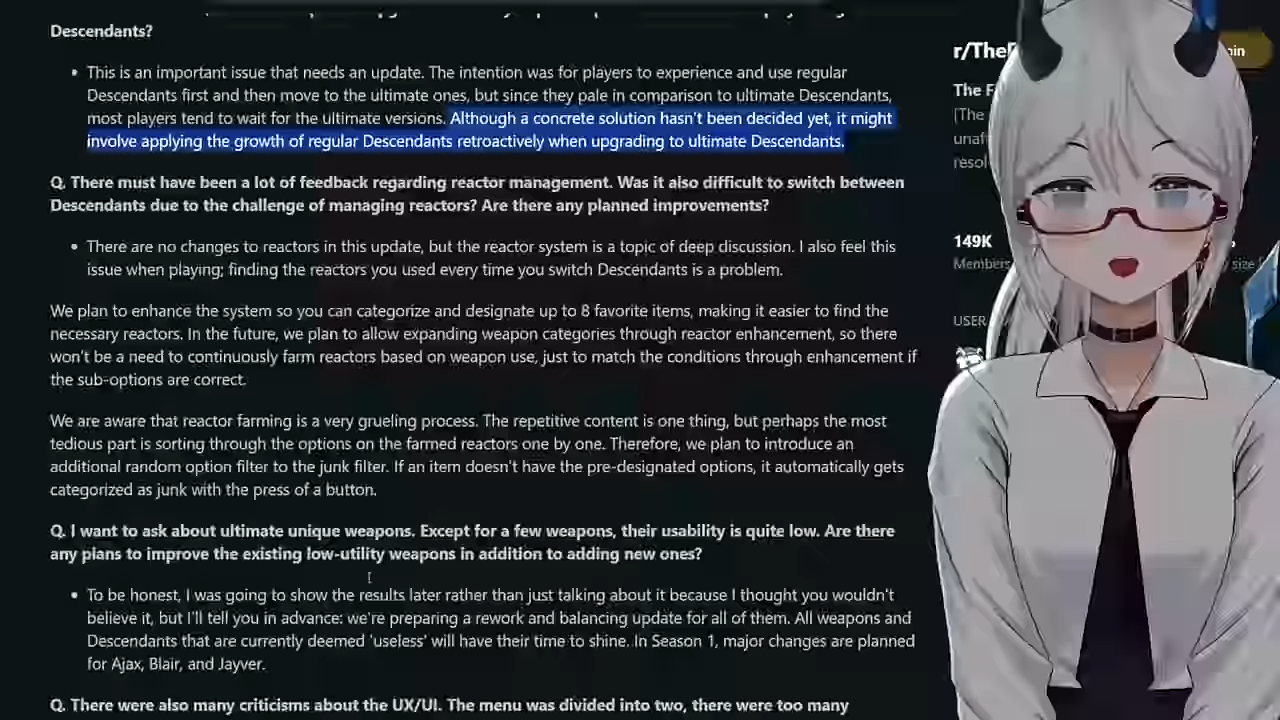 Descendants?
• This is an important issue that needs an update. The intention was for players to experience and use regular
Descendants first and then move to the ultimate ones, but since they pale in comparison to ultimate Descendants,
most players tend to wait for the ultimate versions. Although a concrete solution hasn't been decided yet, it might
involve applying the growth of regular Descendants retroactively when upgrading to ultimate Descendants.
Q. There must have been a lot of feedback regarding reactor management. Was it also difficult to switch between
Descendants due to the challenge of managing reactors? Are there any planned improvements?
• There are no changes to reactors in this update, but the reactor system is a topic of deep discussion. I also feel this
issue when playing; finding the reactors you used every time you switch Descendants is a problem.
We plan to enhance the system so you can categorize and designate up to 8 favorite items, making it easier to find the
necessary reactors. In the future, we plan to allow expanding weapon categories through reactor enhancement, so there
won't be a need to continuously farm reactors based on weapon use, just to match the conditions through enhancement if
the sub-options are correct.
We are aware that reactor farming is a very grueling process. The repetitive content is one thing, but perhaps the most
tedious part is sorting through the options on the farmed reactors one by one. Therefore, we plan to introduce an
additional random option filter to the junk filter. If an item doesn't have the pre-designated options, it automatically gets
categorized as junk with the press of a button.
Q. I want to ask about ultimate unique weapons. Except for a few weapons, their usability is quite low. Are there
any plans to improve the existing low-utility weapons in addition to adding new ones?
• To be honest, I was going to show the results later rather than just talking about it because I thought you wouldn't
believe it, but I'll tell you in advance: we're preparing a rework and balancing update for all of them. All weapons and
Descendants that are currently deemed 'useless' will have their time to shine. In Season 1, major changes are planned
for Ajax, Blair, and Jayver.
Q. There were also many criticisms about the UX/UI. The menu was divided into two, there were too many
r/TheF
in
The F
[The
unaff
resol
149K
Members
y size
USER